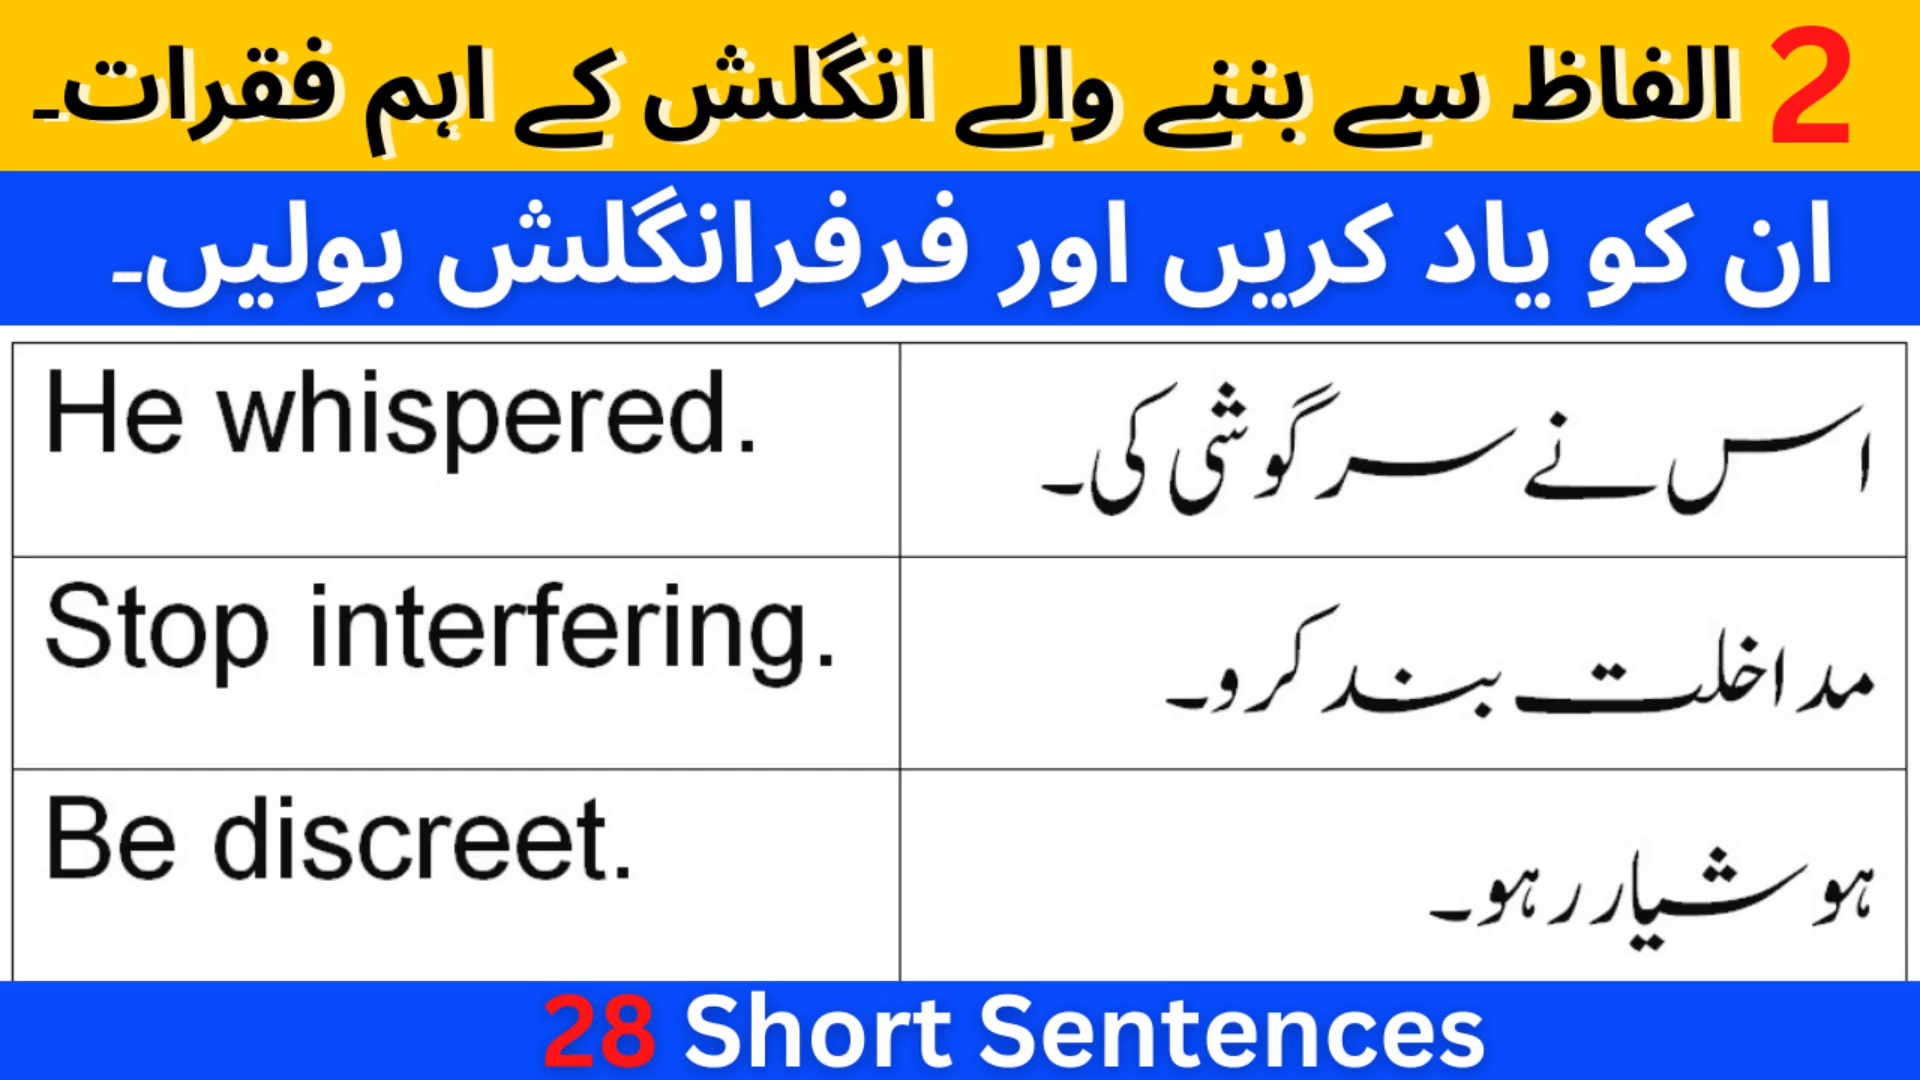 2 الفاظ سے بننے والے انگلش کے اہم فقرات۔
ان کو یاد کریں اور فرفرانگلش بولیں۔
He whispered. اس نے سرگوشی کی۔
Stop interfering. مداخلت بند کرو۔
Be discreet. ہوشیار رہو۔
28 Short Sentences